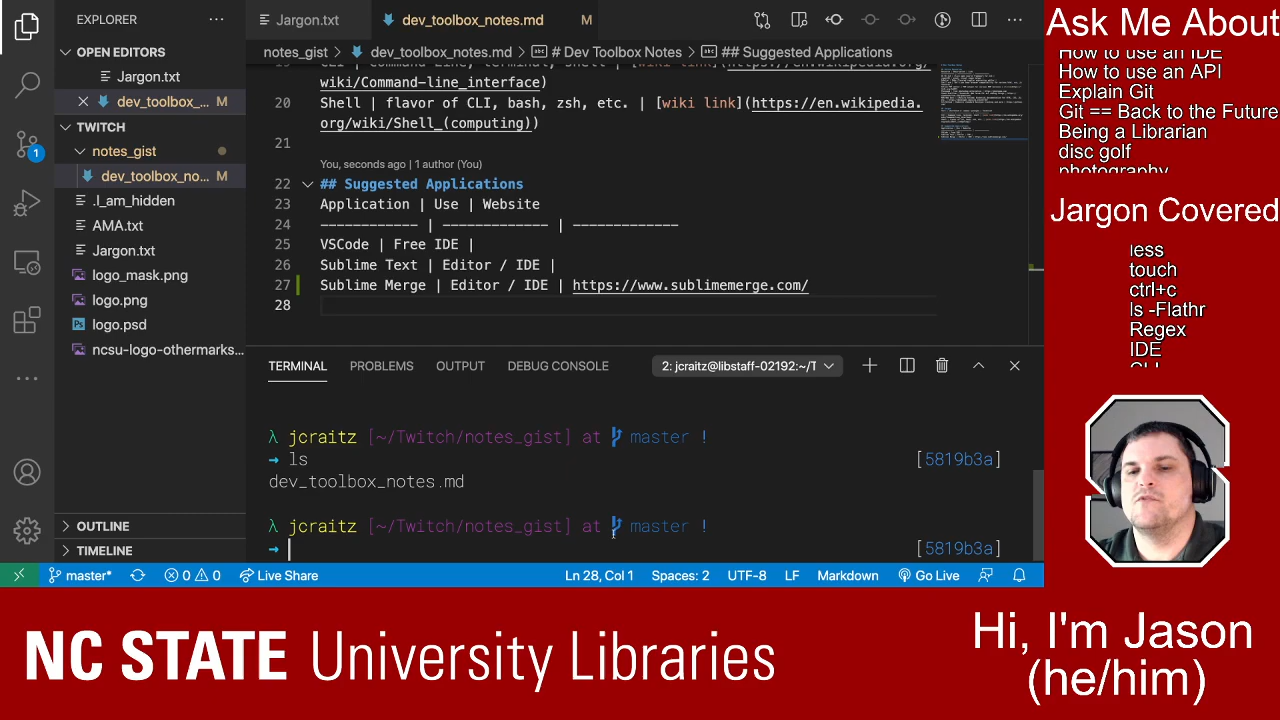 EXPLORER
OPEN EDITORS
Jargon.txt
dev_toolbox_... M
TWITCH
notes_gist
dev_toolbox_no... M
.I_am_hidden
AMA.txt
Jargon.txt
logo_mask.png
logo.png
Ps logo.psd
ncsu-logo-othermarks...
OUTLINE
TIMELINE
1
Jargon.txt
dev_toolbox_notes.md M
notes_gist > dev_toolbox_notes.md > # Dev Toolbox Notes > ## Suggested Applications
wiki/Command-line_interface)
20 Shell | flavor of CLI, bash, zsh, etc. | [wiki link](https://en.wikipedia.
org/wiki/Shell_(computing))
21
You, seconds ago | 1 author (You)
22 ## Suggested Applications
23 Application | Use | Website
24 ------------ | ------------- | -------------
25 VSCode | Free IDE |
26 Sublime Text | Editor / IDE |
27 Sublime Merge | Editor / IDE | https://www.sublimemerge.com/
28
TERMINAL PROBLEMS OUTPUT DEBUG CONSOLE 2: jcraitz@libstaff-02192:~/T
λ jcraitz [~/Twitch/notes_gist] at master !
→ ls [5819b3a]
dev_toolbox_notes.md
λ jcraitz [~/Twitch/notes_gist] at master !
→ [5819b3a]
master* 0 0 Live Share Ln 28, Col 1 Spaces: 2 UTF-8 LF Markdown Go Live
Ask Me About
How to use an IDE
How to use an API
Explain Git
Git == Back to the Future
Being a Librarian
disc golf
photography
Jargon Covered
less
touch
ctrl+c
ls -Flathr
Regex
IDE
NC STATE University Libraries
Hi, I'm Jason
(he/him)